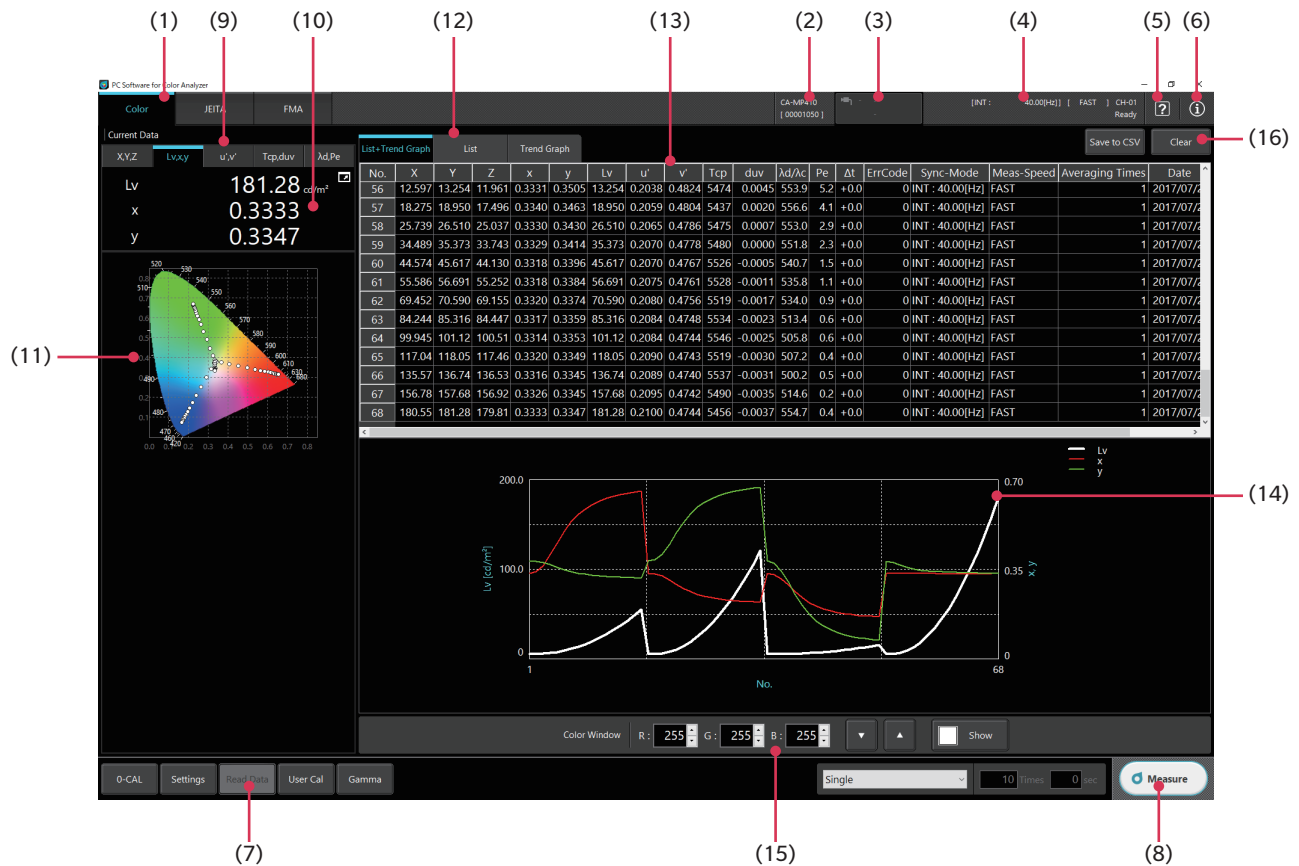 (1) (9) (10) (12) (13) (2) (3) (4) (5) (6)
PC Software for Color Analyzer
Color JEITA FMA
CA-MP410
[ 00001050 ]
[INT : 40.00[Hz]] [ FAST ] CH-01
Ready
?
Current Data
X,Y,Z Lv,x,y u',v' Tcp,duv λd,Pe
Lv 181.28 cd/m²
x 0.3333
y 0.3347
List+Trend Graph List Trend Graph
Save to CSV Clear
(16)
No. X Y Z x y Lv u' v' Tcp duv λd/λc Pe Δt ErrCode Sync-Mode Meas-Speed Averaging Times Date
56 12.597 13.254 11.961 0.3331 0.3505 13.254 0.2038 0.4824 5474 0.0045 553.9 5.2 +0.0 0 INT : 40.00[Hz] FAST 1 2017/07/2
57 18.275 18.950 17.496 0.3340 0.3463 18.950 0.2059 0.4804 5437 0.0020 556.6 4.1 +0.0 0 INT : 40.00[Hz] FAST 1 2017/07/2
58 25.739 26.510 25.037 0.3330 0.3430 26.510 0.2065 0.4786 5475 0.0007 553.0 2.9 +0.0 0 INT : 40.00[Hz] FAST 1 2017/07/2
59 34.489 35.373 33.743 0.3329 0.3414 35.373 0.2070 0.4778 5480 0.0000 551.8 2.3 +0.0 0 INT : 40.00[Hz] FAST 1 2017/07/2
60 44.574 45.617 44.130 0.3318 0.3396 45.617 0.2070 0.4767 5526 -0.0005 540.7 1.5 +0.0 0 INT : 40.00[Hz] FAST 1 2017/07/2
61 55.586 56.691 55.252 0.3318 0.3384 56.691 0.2075 0.4761 5528 -0.0011 535.8 1.1 +0.0 0 INT : 40.00[Hz] FAST 1 2017/07/2
62 69.452 70.590 69.155 0.3320 0.3374 70.590 0.2080 0.4756 5519 -0.0017 534.0 0.9 +0.0 0 INT : 40.00[Hz] FAST 1 2017/07/2
63 84.244 85.316 84.447 0.3317 0.3359 85.316 0.2084 0.4748 5534 -0.0023 513.4 0.6 +0.0 0 INT : 40.00[Hz] FAST 1 2017/07/2
64 99.945 101.12 100.51 0.3314 0.3353 101.12 0.2084 0.4744 5546 -0.0025 505.8 0.6 +0.0 0 INT : 40.00[Hz] FAST 1 2017/07/2
65 117.04 118.05 117.46 0.3320 0.3349 118.05 0.2090 0.4743 5519 -0.0030 507.2 0.4 +0.0 0 INT : 40.00[Hz] FAST 1 2017/07/2
66 135.57 136.74 136.53 0.3316 0.3345 136.74 0.2089 0.4740 5537 -0.0031 500.2 0.5 +0.0 0 INT : 40.00[Hz] FAST 1 2017/07/2
67 156.78 157.68 156.92 0.3326 0.3345 157.68 0.2095 0.4742 5490 -0.0035 514.6 0.2 +0.0 0 INT : 40.00[Hz] FAST 1 2017/07/2
68 180.55 181.28 179.81 0.3333 0.3347 181.28 0.2100 0.4744 5456 -0.0037 554.7 0.4 +0.0 0 INT : 40.00[Hz] FAST 1 2017/07/2
520 530
0.8 540
510 0.7 550
560
0.6 570
580
0.5 590
(11) 0.4 600
0.3 610 630
490 680
0.2
480 0.1
470
460
420
0.0 0.1 0.2 0.3 0.4 0.5 0.6 0.7 0.8
Lv
x
y
200.0 0.70
(14)
Lv [cd/m²] 100.0 0.35 x, y
0 0
1 68
No.
Color Window R : 255 G : 255 B : 255 Show
0-CAL Settings Read Data User Cal Gamma Single 10 Times 0 sec Measure
(7) (15) (8)